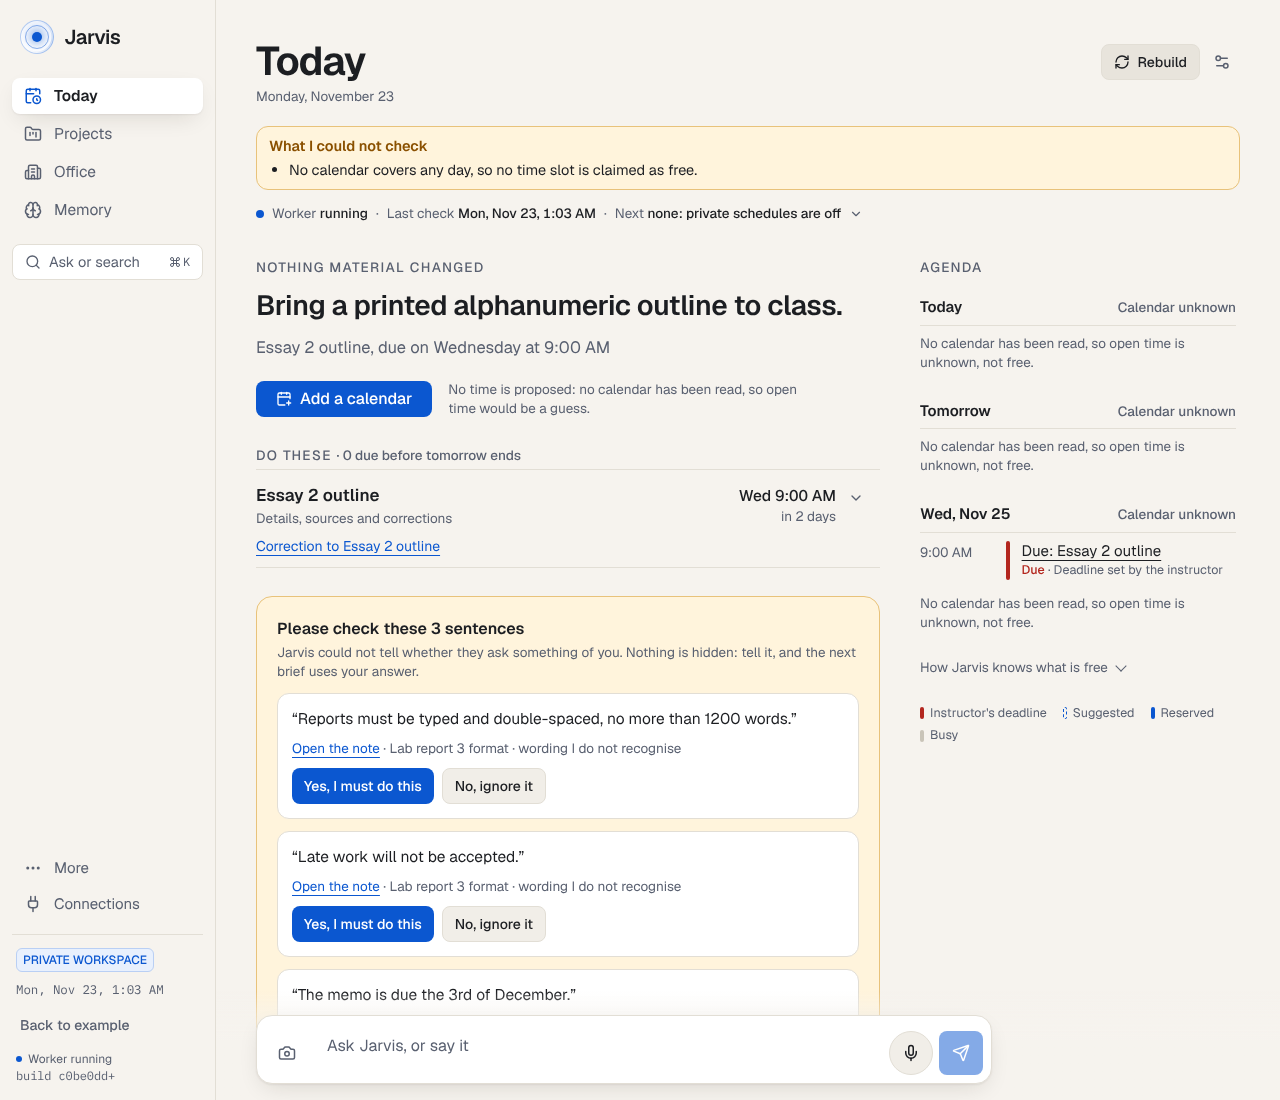 Jarvis
Today
Projects
Office
Memory
Ask or search ⌘ K
More
Connections
PRIVATE WORKSPACE
Mon, Nov 23, 1:03 AM
Back to example
Worker running
build c0be0dd+
Today
Monday, November 23
Rebuild
What I could not check
• No calendar covers any day, so no time slot is claimed as free.
Worker running · Last check Mon, Nov 23, 1:03 AM · Next none: private schedules are off
NOTHING MATERIAL CHANGED
Bring a printed alphanumeric outline to class.
Essay 2 outline, due on Wednesday at 9:00 AM
Add a calendar
No time is proposed: no calendar has been read, so open
time would be a guess.
DO THESE · 0 due before tomorrow ends
Essay 2 outline
Wed 9:00 AM
Details, sources and corrections
in 2 days
Correction to Essay 2 outline
Please check these 3 sentences
Jarvis could not tell whether they ask something of you. Nothing is hidden: tell it, and the next
brief uses your answer.
“Reports must be typed and double-spaced, no more than 1200 words.”
Open the note · Lab report 3 format · wording I do not recognise
Yes, I must do this
No, ignore it
“Late work will not be accepted.”
Open the note · Lab report 3 format · wording I do not recognise
Yes, I must do this
No, ignore it
“The memo is due the 3rd of December.”
Ask Jarvis, or say it
AGENDA
Today
Calendar unknown
No calendar has been read, so open time is
unknown, not free.
Tomorrow
Calendar unknown
No calendar has been read, so open time is
unknown, not free.
Wed, Nov 25
Calendar unknown
9:00 AM
Due: Essay 2 outline
Due · Deadline set by the instructor
No calendar has been read, so open time is
unknown, not free.
How Jarvis knows what is free
Instructor's deadline
Suggested
Reserved
Busy